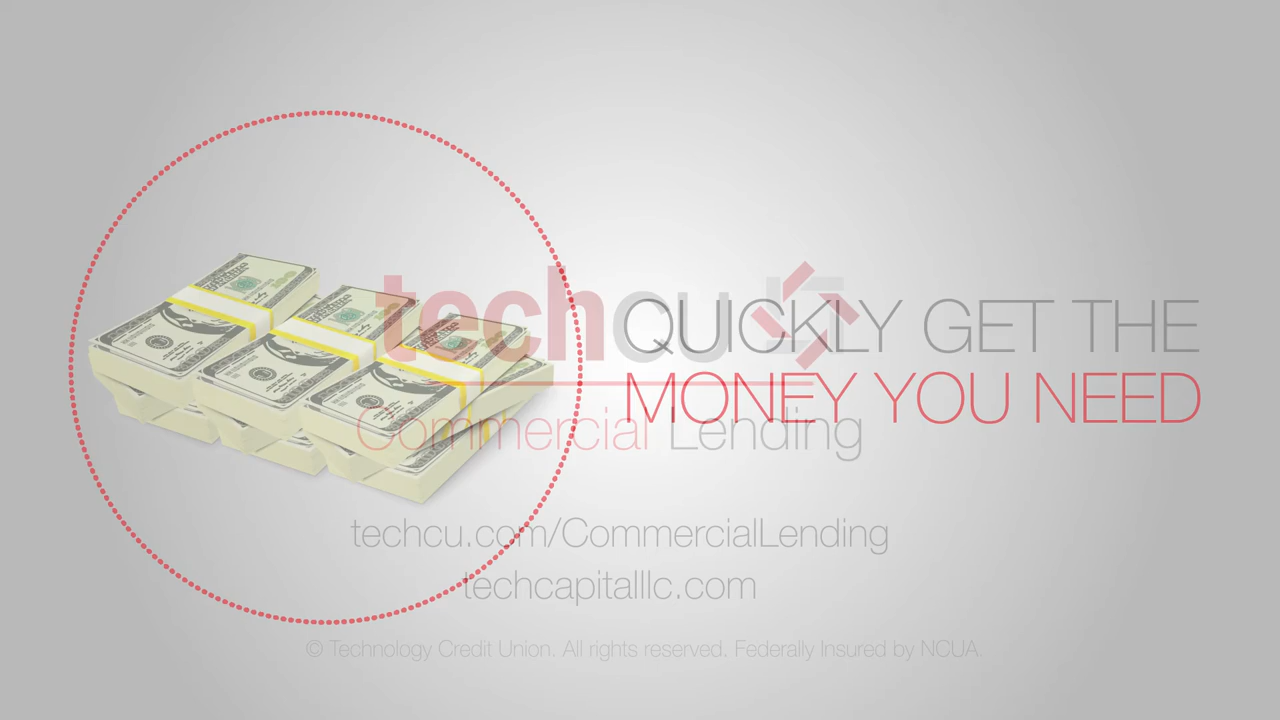 techcu
QUICKLY GET THE
MONEY YOU NEED
Commercial Lending
techcu.com/CommercialLending
techcapitalllc.com
© Technology Credit Union. All rights reserved. Federally Insured by NCUA.